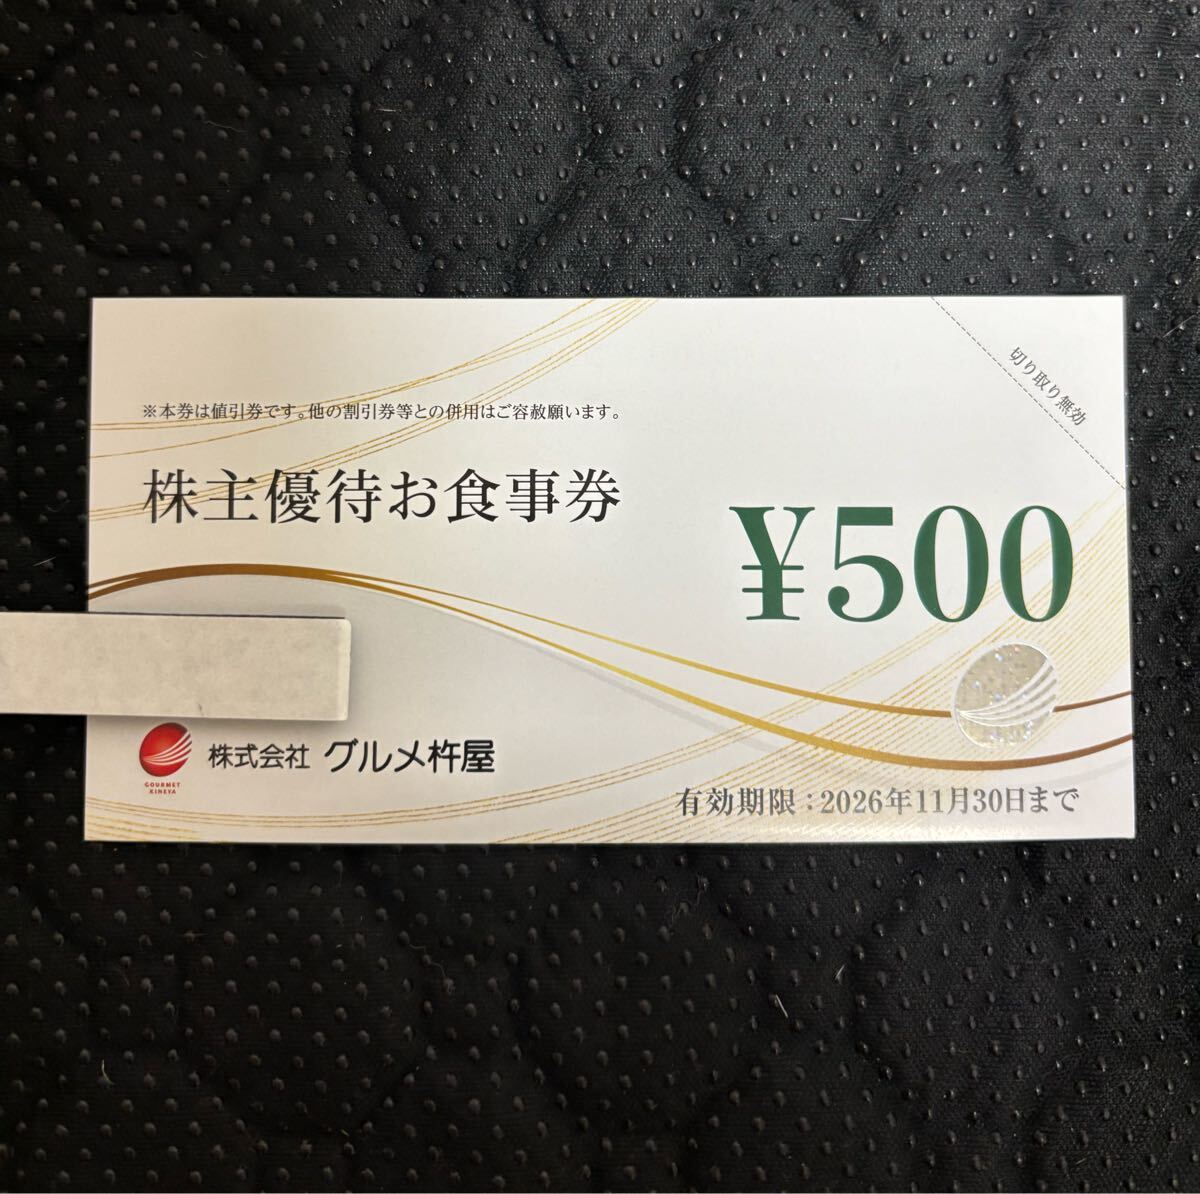 切り取り無効
※本券は値引券です。他の割引券等との併用はご容赦願います。
株主優待お食事券
¥500
GOURMET
KINEYA
株式会社 グルメ杵屋
有効期限：2026年11月30日まで